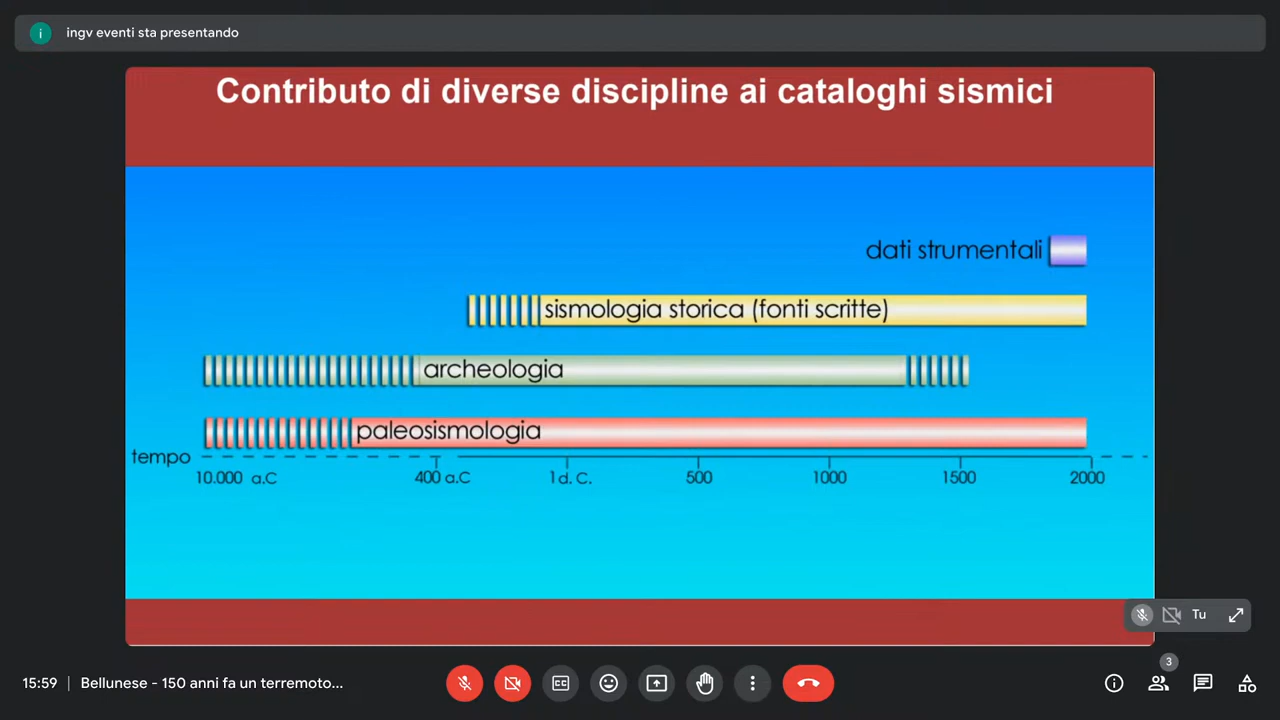 i ingv eventi sta presentando
Contributo di diverse discipline ai cataloghi sismici
dati strumentali
sismologia storica (fonti scritte)
archeologia
paleosismologia
tempo
10.000 a.C 400 a.C 1 d. C. 500 1000 1500 2000
Tu
15:59 | Bellunese - 150 anni fa un terremoto...
CC
3